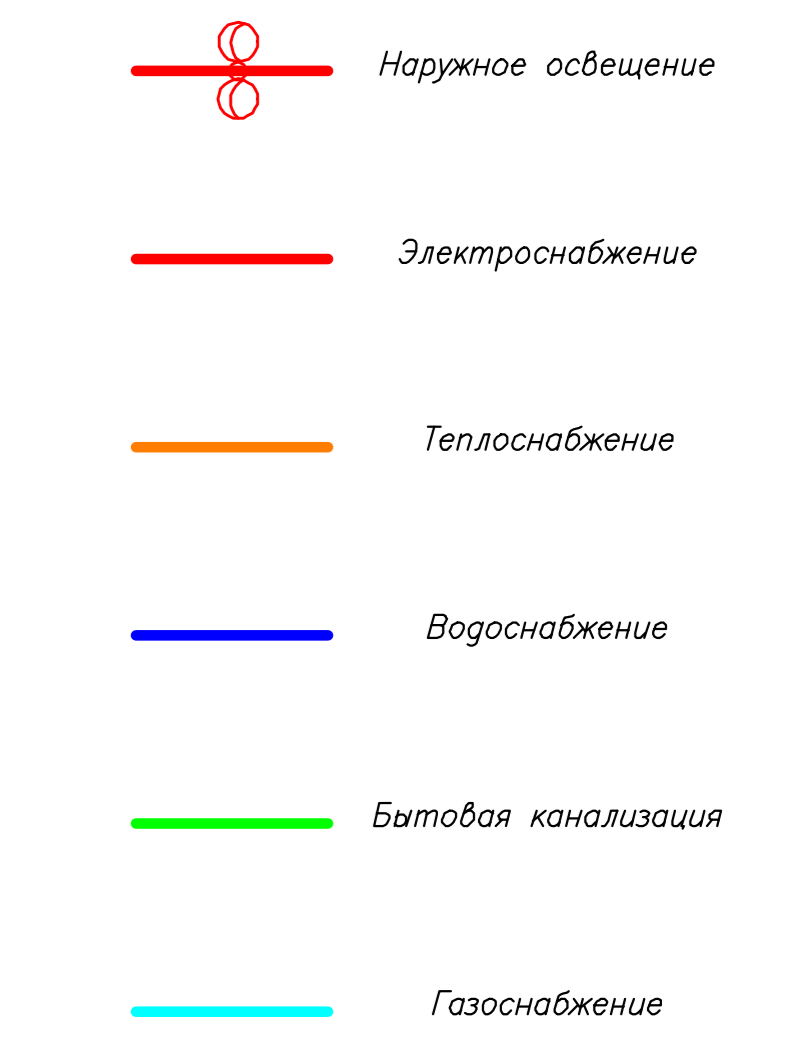 Наружное освещение
Электроснабжение
Теплоснабжение
Водоснабжение
Бытовая канализация
Газоснабжение